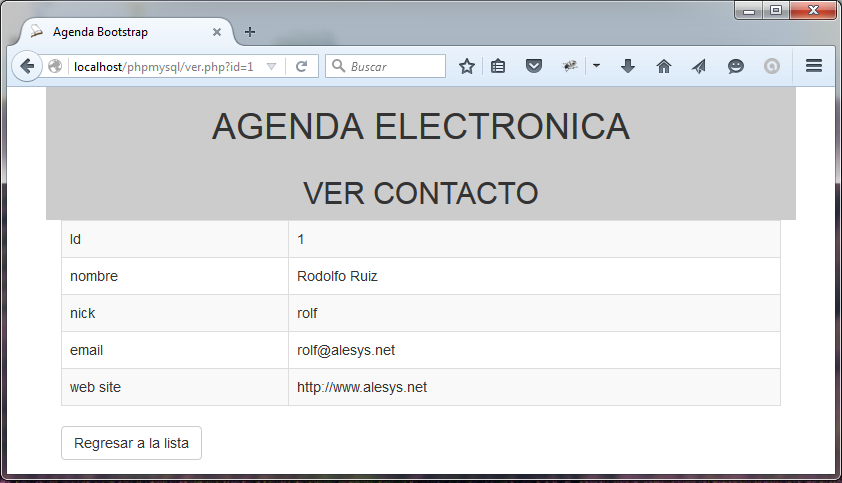 Agenda Bootstrap
localhost/phpmysql/ver.php?id=1
Buscar
AGENDA ELECTRONICA
VER CONTACTO
Id 1
nombre Rodolfo Ruiz
nick rolf
email rolf@alesys.net
web site http://www.alesys.net
Regresar a la lista